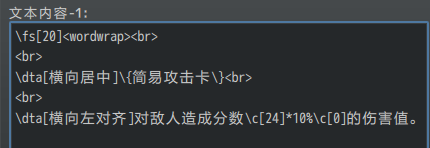 文本内容-1:
\fs[20]<wordwrap><br>
<br>
\dta[横向居中]\{简易攻击卡\}<br>
<br>
\dta[横向左对齐]对敌人造成分数\c[24]*10%\c[0]的伤害值。